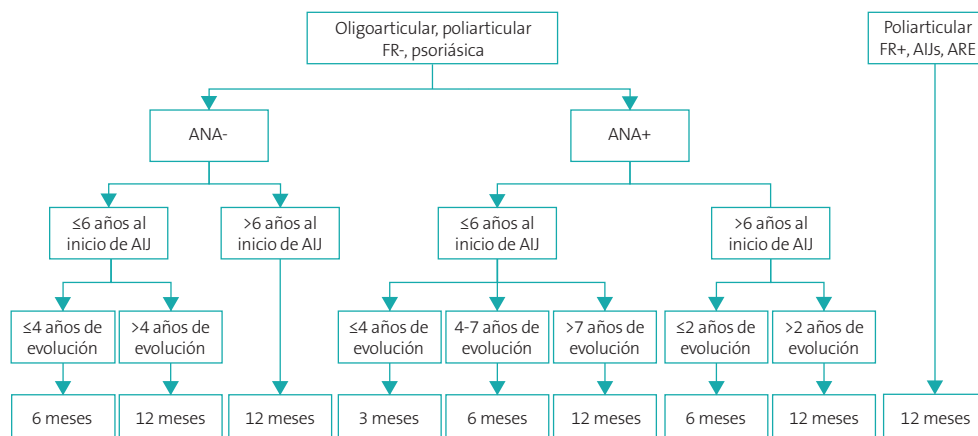 Oligoarticular, poliarticular
FR-, psoriásica
Poliarticular
FR+, AIJs, ARE
ANA-
ANA+
≤6 años al
inicio de AIJ
>6 años al
inicio de AIJ
≤6 años al
inicio de AIJ
>6 años al
inicio de AIJ
≤4 años de
evolución
>4 años de
evolución
≤4 años de
evolución
4-7 años de
evolución
>7 años de
evolución
≤2 años de
evolución
>2 años de
evolución
6 meses
12 meses
12 meses
3 meses
6 meses
12 meses
6 meses
12 meses
12 meses